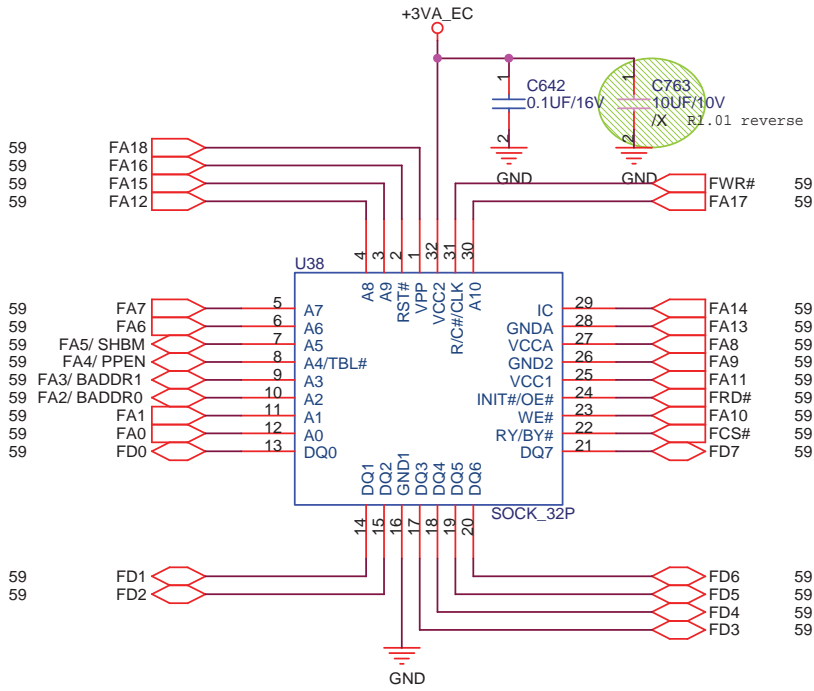 +3VA_EC
1 C642
0.1UF/16V
2
GND
1 C763
10UF/10V
/X R1.01 reverse
2
GND
59 FA18
59 FA16
59 FA15
59 FA12
FWR# 59
FA17 59
4 3 2 1 32 31 30
U38
A8 A9 RST# VPP VCC2 R/C#/CLK A10
59 FA7 5 A7
59 FA6 6 A6
59 FA5/ SHBM 7 A5
59 FA4/ PPEN 8 A4/TBL#
59 FA3/ BADDR1 9 A3
59 FA2/ BADDR0 10 A2
59 FA1 11 A1
59 FA0 12 A0
59 FD0 13 DQ0
IC 29 FA14 59
GNDA 28 FA13 59
VCCA 27 FA8 59
GND2 26 FA9 59
VCC1 25 FA11 59
INIT#/OE# 24 FRD# 59
WE# 23 FA10 59
RY/BY# 22 FCS# 59
DQ7 21 FD7 59
DQ1 DQ2 GND1 DQ3 DQ4 DQ5 DQ6
SOCK_32P
14 15 16 17 18 19 20
59 FD1
59 FD2
FD6 59
FD5 59
FD4 59
FD3 59
GND